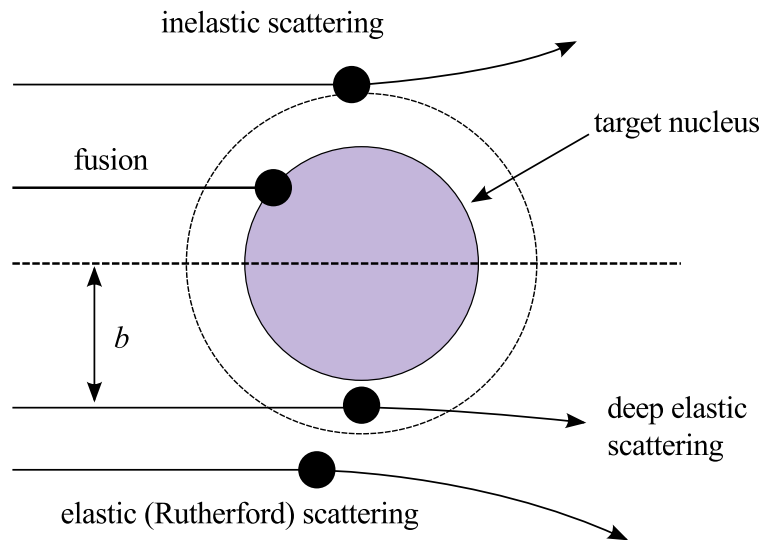 inelastic scattering
target nucleus
fusion
b
deep elastic
scattering
elastic (Rutherford) scattering